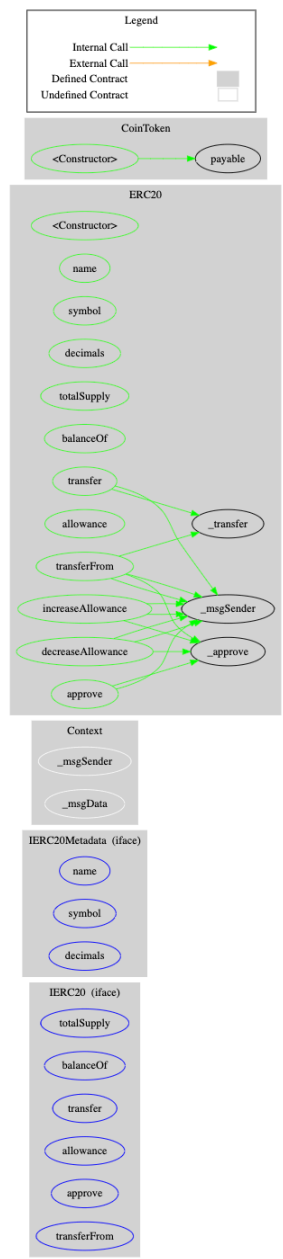 Legend
Internal Call
External Call
Defined Contract
Undefined Contract
CoinToken
<Constructor>
payable
ERC20
<Constructor>
name
symbol
decimals
totalSupply
balanceOf
transfer
allowance
_transfer
transferFrom
increaseAllowance
_msgSender
decreaseAllowance
_approve
approve
Context
_msgSender
_msgData
IERC20Metadata (iface)
name
symbol
decimals
IERC20 (iface)
totalSupply
balanceOf
transfer
allowance
approve
transferFrom